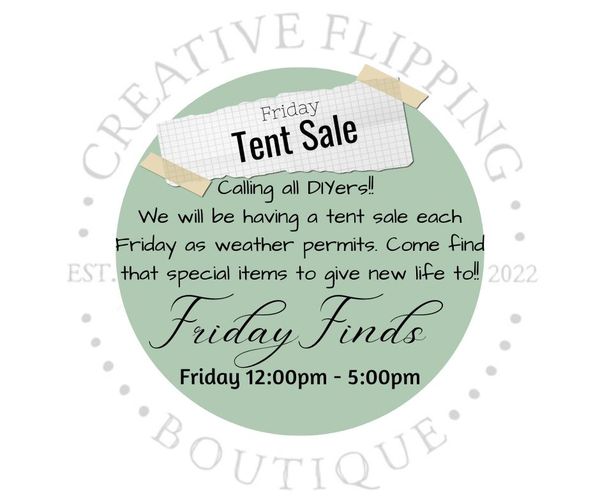 CREATIVE FLIPPING
Friday
Tent Sale
Calling all DIYers!!
We will be having a tent sale each
Friday as weather permits. Come find
EST. 2022
that special items to give new life to!!
Friday Finds
Friday 12:00pm - 5:00pm
BOUTIQUE